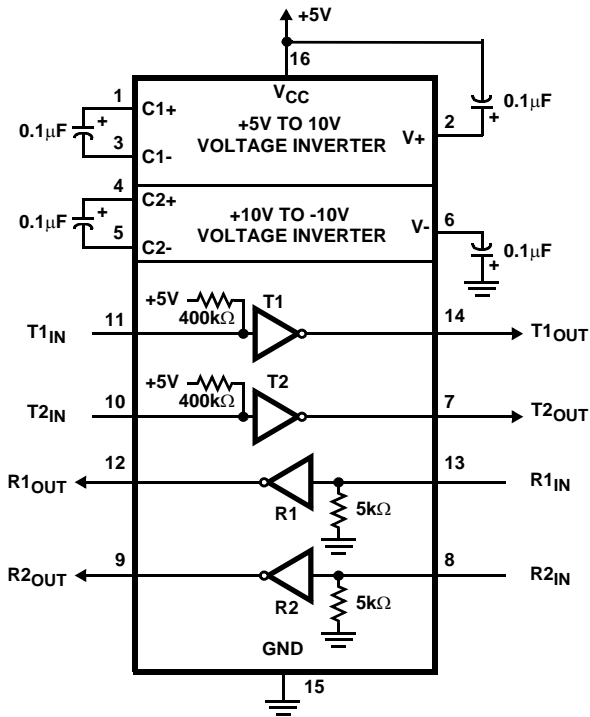 +5V
16
VCC
1
C1+
0.1µF
+
3
C1-
+5V TO 10V
VOLTAGE INVERTER
V+
2
0.1µF
+
4
C2+
0.1µF
+
5
C2-
+10V TO -10V
VOLTAGE INVERTER
V-
6
0.1µF
+
+5V
400kΩ
T1
T1IN
11
14
T1OUT
+5V
400kΩ
T2
T2IN
10
7
T2OUT
R1OUT
12
R1
5kΩ
13
R1IN
R2OUT
9
R2
5kΩ
8
R2IN
GND
15